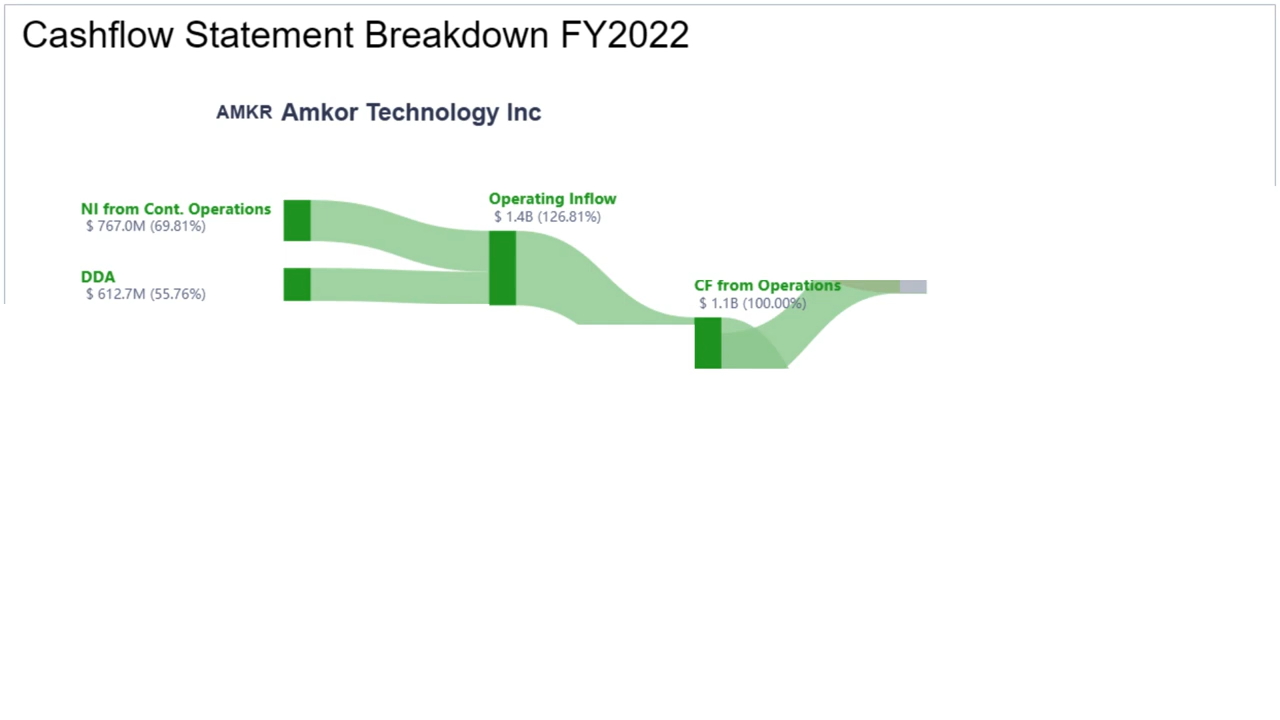 Cashflow Statement Breakdown FY2022
AMKR Amkor Technology Inc
NI from Cont. Operations
$ 767.0M (69.81%)
DDA
$ 612.7M (55.76%)
Operating Inflow
$ 1.4B (126.81%)
CF from Operations
$ 1.1B (100.00%)